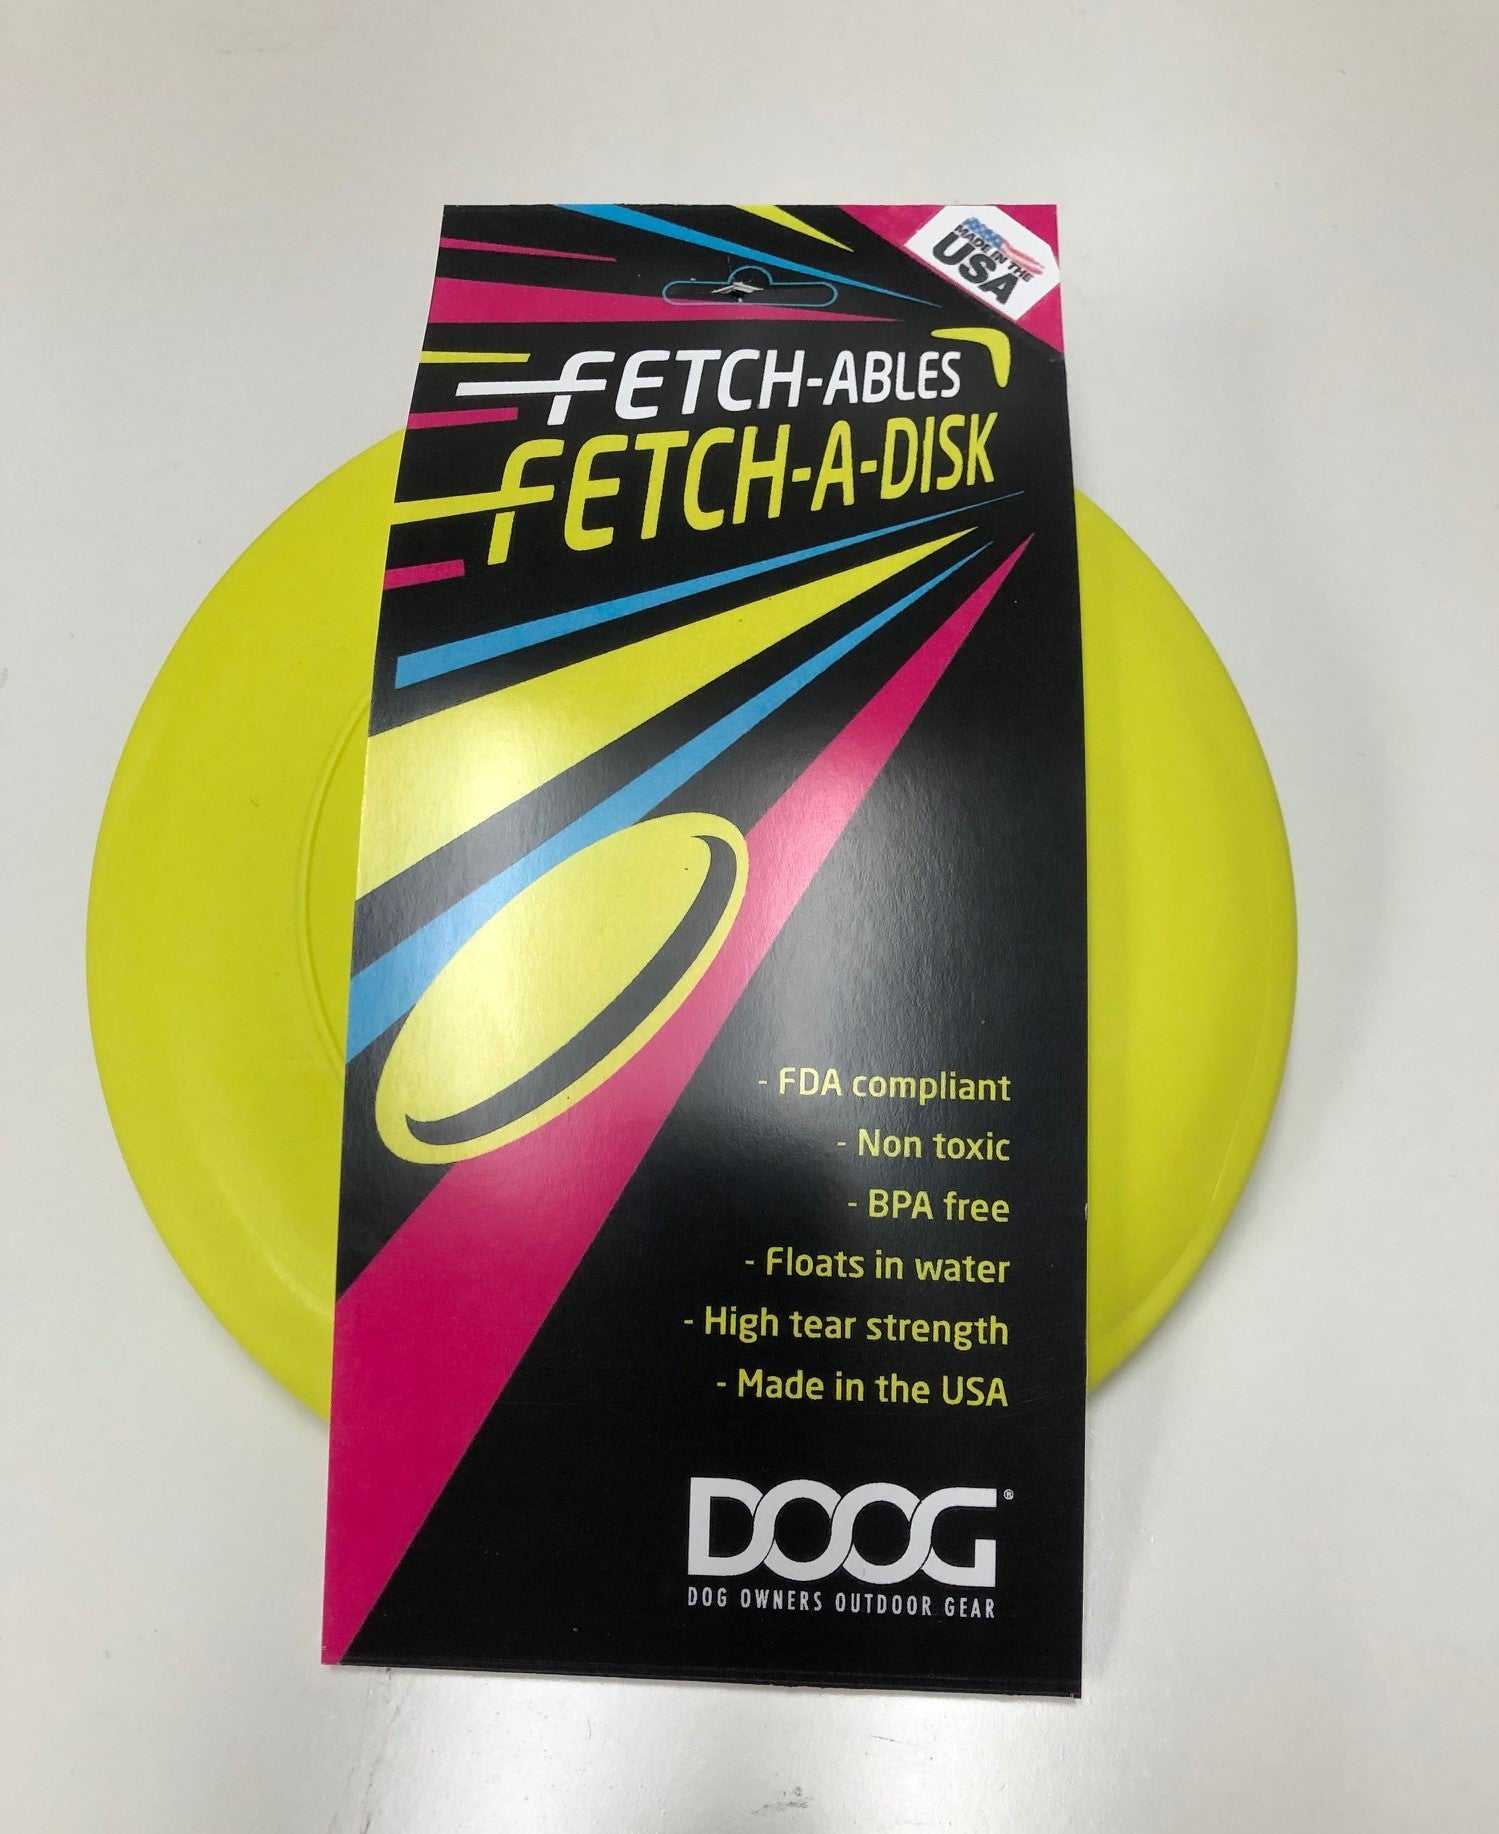 MADE IN THE
USA
FETCH-ABLES
FETCH-A-DISK
- FDA compliant
- Non toxic
- BPA free
- Floats in water
- High tear strength
- Made in the USA
DOOG®
DOG OWNERS OUTDOOR GEAR